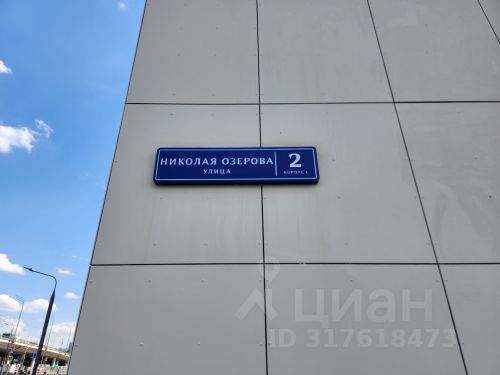 НИКОЛАЯ ОЗЕРОВА
УЛИЦА
2
КОРПУС 1
циан
ID 317618473